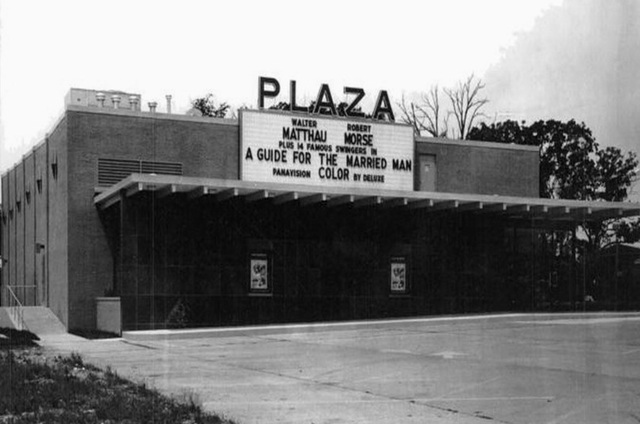 PLAZA
WALTER ROBERT
MATTHAU MORSE
PLUS 14 FAMOUS SWINGERS IN
A GUIDE FOR THE MARRIED MAN
PANAVISION COLOR BY DELUXE